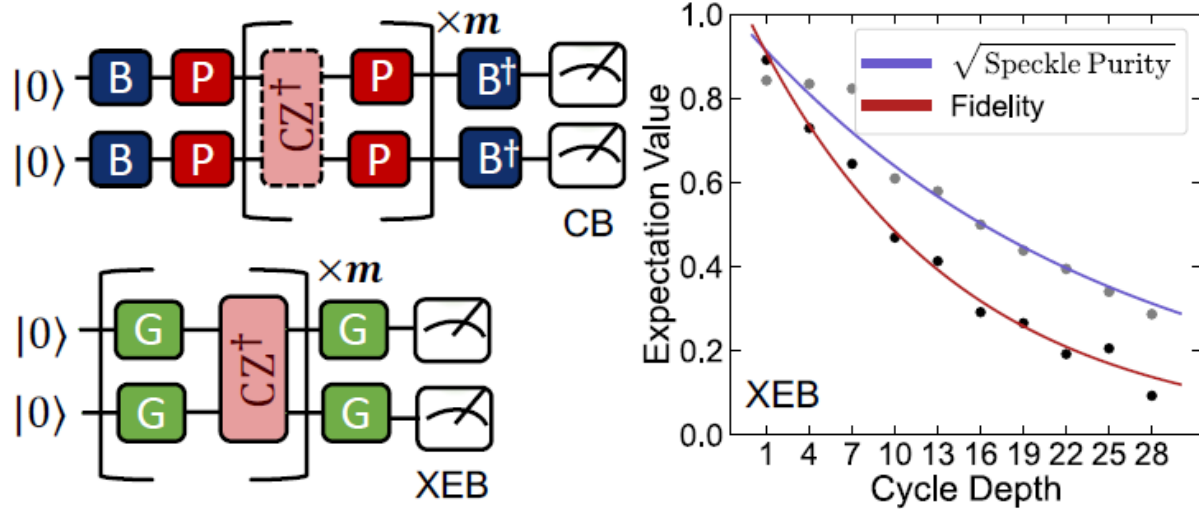 ×m
|0⟩ B P CZ† P B†
|0⟩ B P P B†
CB
×m
|0⟩ G CZ† G
|0⟩ G G
XEB
√Speckle Purity
Fidelity
Expectation Value
1.0
0.8
0.6
0.4
0.2
0.0
XEB
1 4 7 10 13 16 19 22 25 28
Cycle Depth